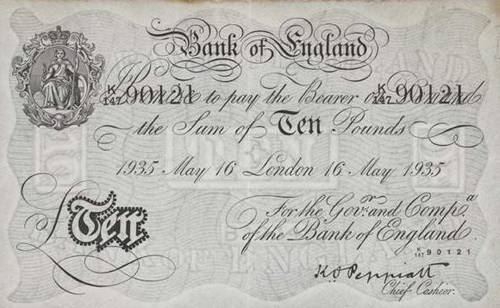 Bank of England
K/147 90121 to pay the Bearer on K/147 90121
the Sum of Ten Pounds
1935 May 16 London 16 May 1935
£Ten
For the Govr. and Compa.
of the Bank of England.
K/147 90121
K.O. Peppiatt
Chief Cashier.